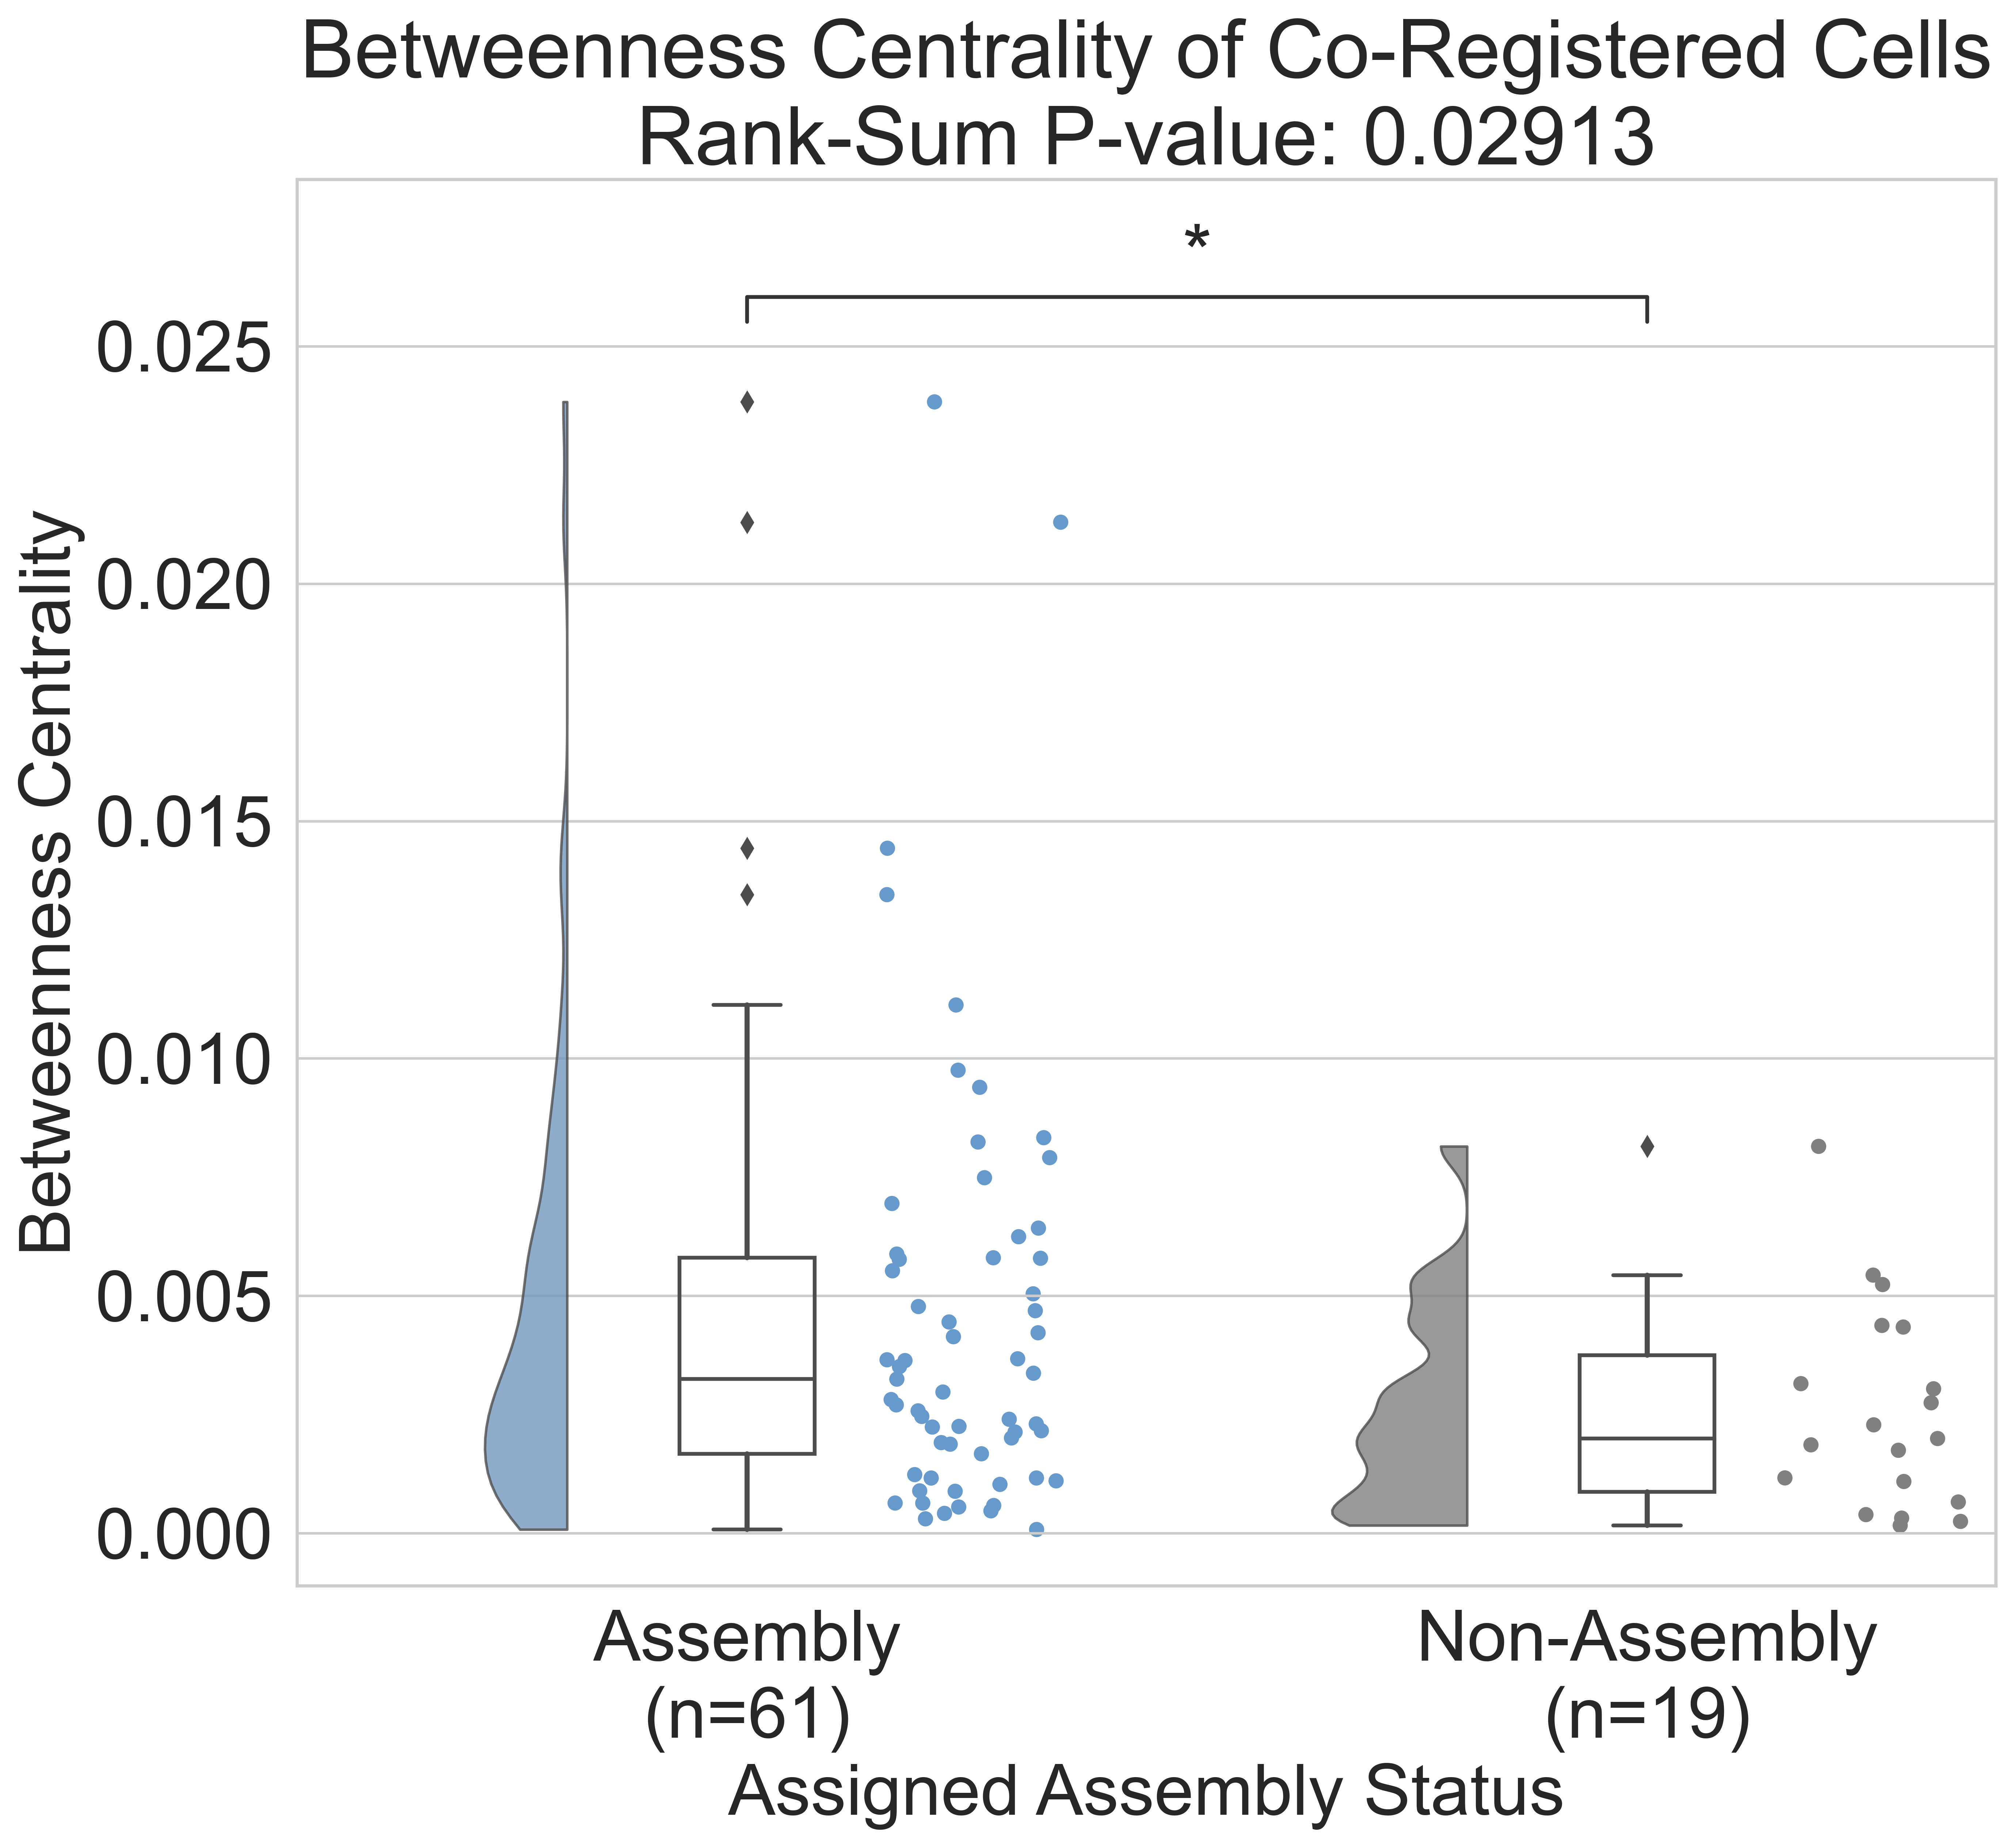 Betweenness Centrality of Co-Registered Cells
Rank-Sum P-value: 0.02913
*
0.025
0.020
0.015
0.010
0.005
0.000
Betweenness Centrality
Assembly
(n=61)
Non-Assembly
(n=19)
Assigned Assembly Status